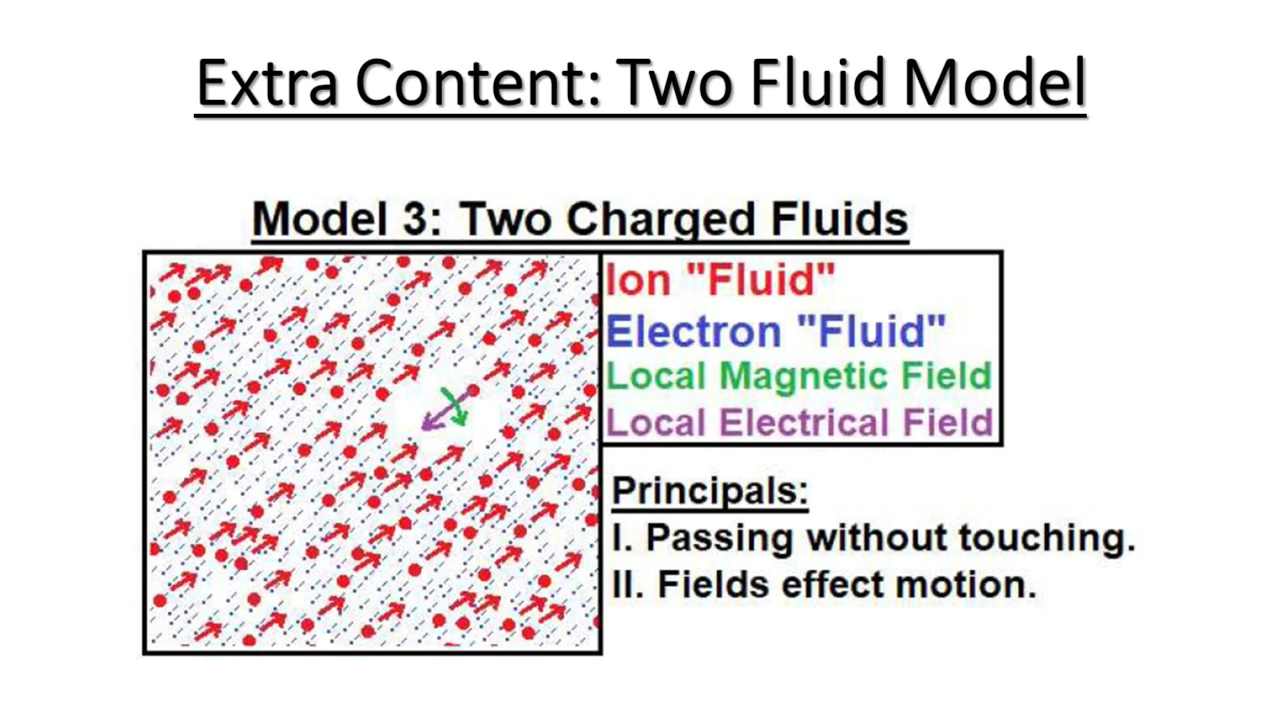 Extra Content: Two Fluid Model
Model 3: Two Charged Fluids
Ion "Fluid"
Electron "Fluid"
Local Magnetic Field
Local Electrical Field
Principals:
I. Passing without touching.
II. Fields effect motion.